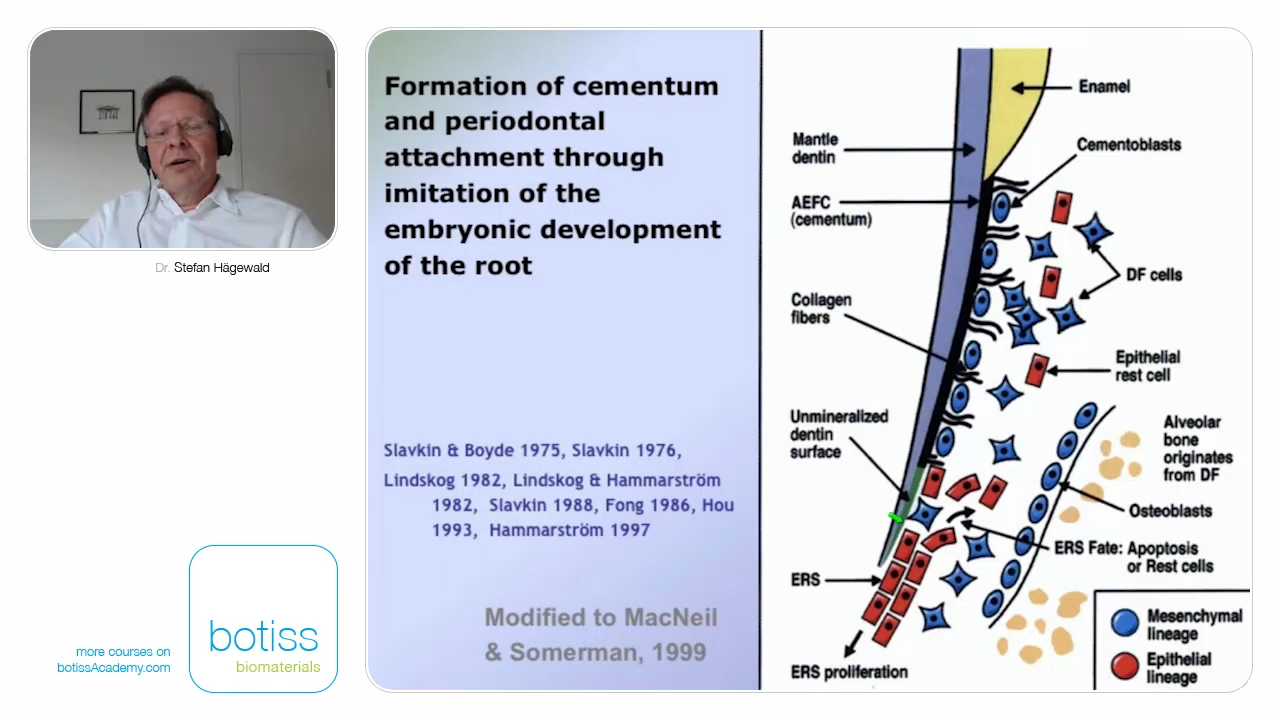 Dr. Stefan Hägewald
more courses on
botissAcademy.com
botiss
biomaterials
Formation of cementum
and periodontal
attachment through
imitation of the
embryonic development
of the root
Slavkin & Boyde 1975, Slavkin 1976,
Lindskog 1982, Lindskog & Hammarström
1982, Slavkin 1988, Fong 1986, Hou
1993, Hammarström 1997
Modified to MacNeil
& Somerman, 1999
Enamel
Mantle
dentin
Cementoblasts
AEFC
(cementum)
DF cells
Collagen
fibers
Epithelial
rest cell
Unmineralized
dentin
surface
Alveolar
bone
originates
from DF
Osteoblasts
ERS Fate: Apoptosis
or Rest cells
ERS
ERS proliferation
Mesenchymal
lineage
Epithelial
lineage